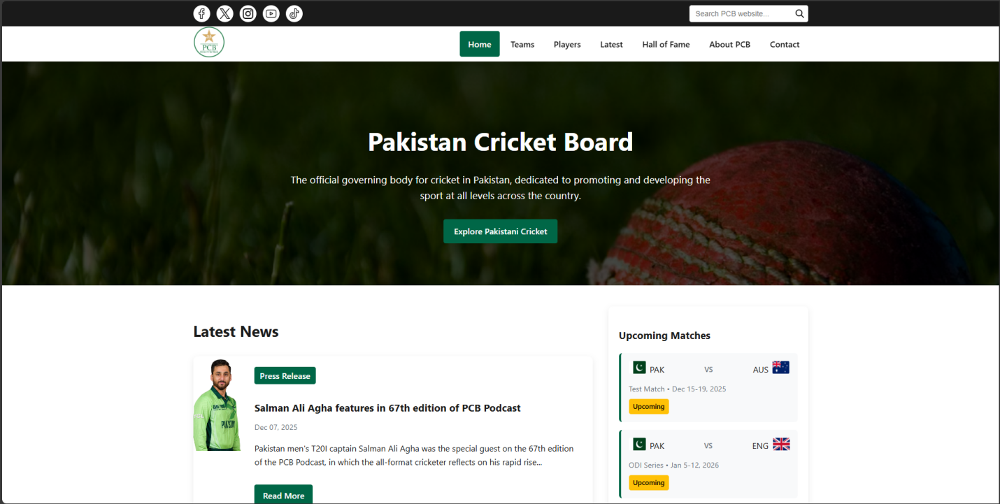 Search PCB website...
PCB
Home
Teams
Players
Latest
Hall of Fame
About PCB
Contact
Pakistan Cricket Board
The official governing body for cricket in Pakistan, dedicated to promoting and developing the
sport at all levels across the country.
Explore Pakistani Cricket
Latest News
Press Release
Salman Ali Agha features in 67th edition of PCB Podcast
Dec 07, 2025
Pakistan men's T20I captain Salman Ali Agha was the special guest on the 67th edition
of the PCB Podcast, in which the all-format cricketer reflects on his rapid rise...
Read More
Upcoming Matches
PAK VS AUS
Test Match • Dec 15-19, 2025
Upcoming
PAK VS ENG
ODI Series • Jan 5-12, 2026
Upcoming